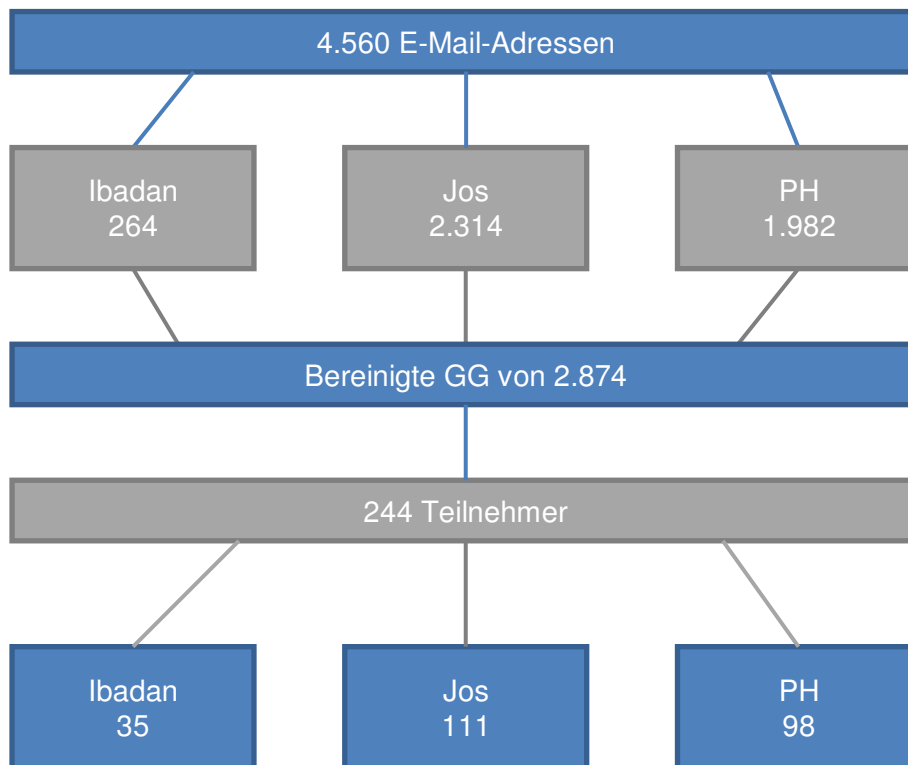 4.560 E-Mail-Adressen
Ibadan
264
Jos
2.314
PH
1.982
Bereinigte GG von 2.874
244 Teilnehmer
Ibadan
35
Jos
111
PH
98